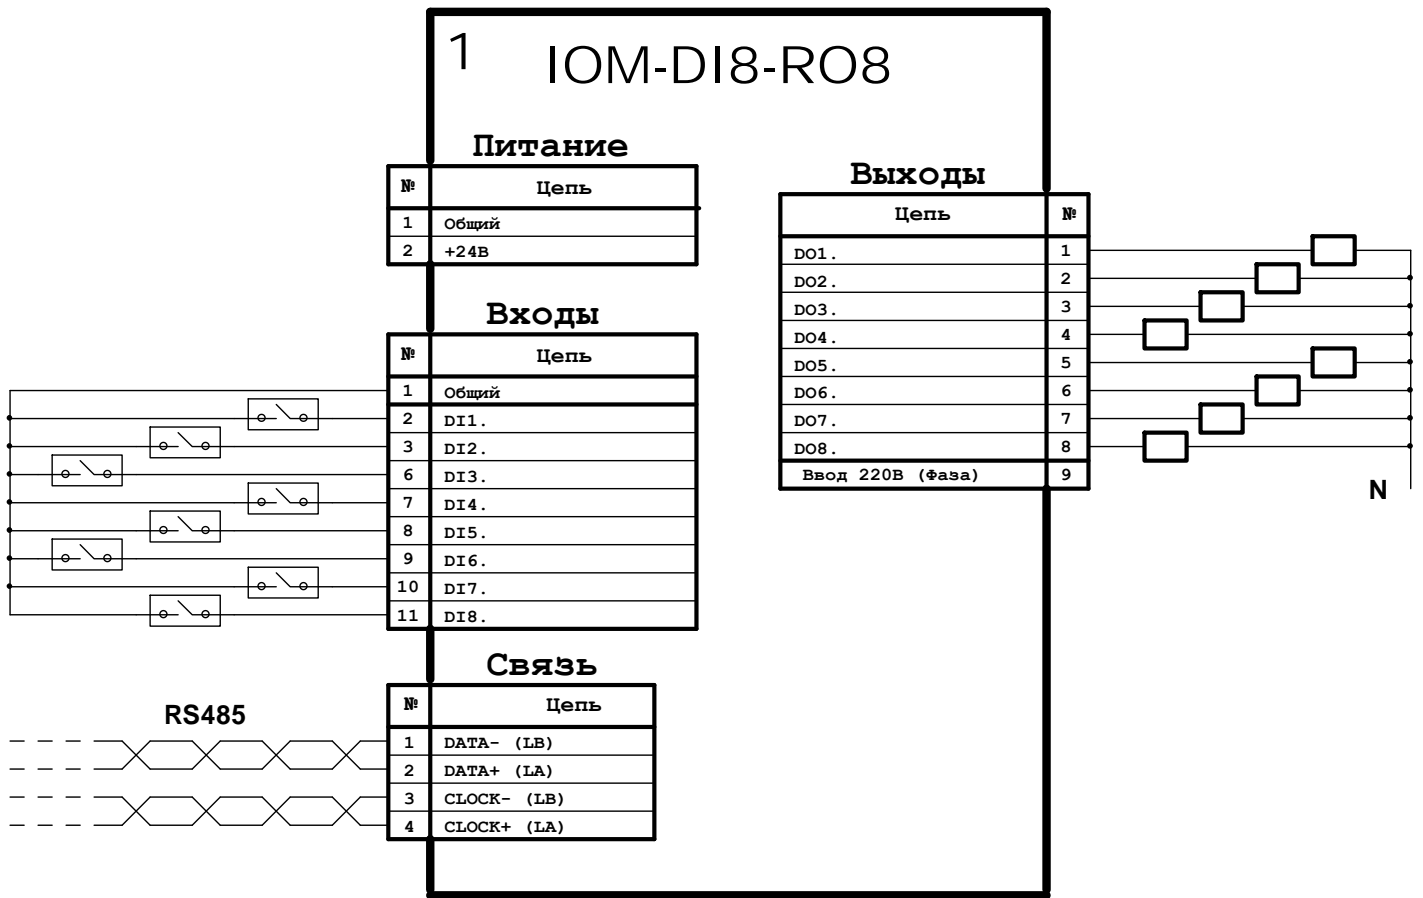 1
IOM-DI8-RO8
Питание
№ Цепь
1 Общий
2 +24В
Выходы
Цепь №
DO1. 1
DO2. 2
DO3. 3
DO4. 4
DO5. 5
DO6. 6
DO7. 7
DO8. 8
Ввод 220В (Фаза) 9
N
Входы
№ Цепь
1 Общий
2 DI1.
3 DI2.
6 DI3.
7 DI4.
8 DI5.
9 DI6.
10 DI7.
11 DI8.
Связь
RS485
№ Цепь
1 DATA- (LB)
2 DATA+ (LA)
3 CLOCK- (LB)
4 CLOCK+ (LA)